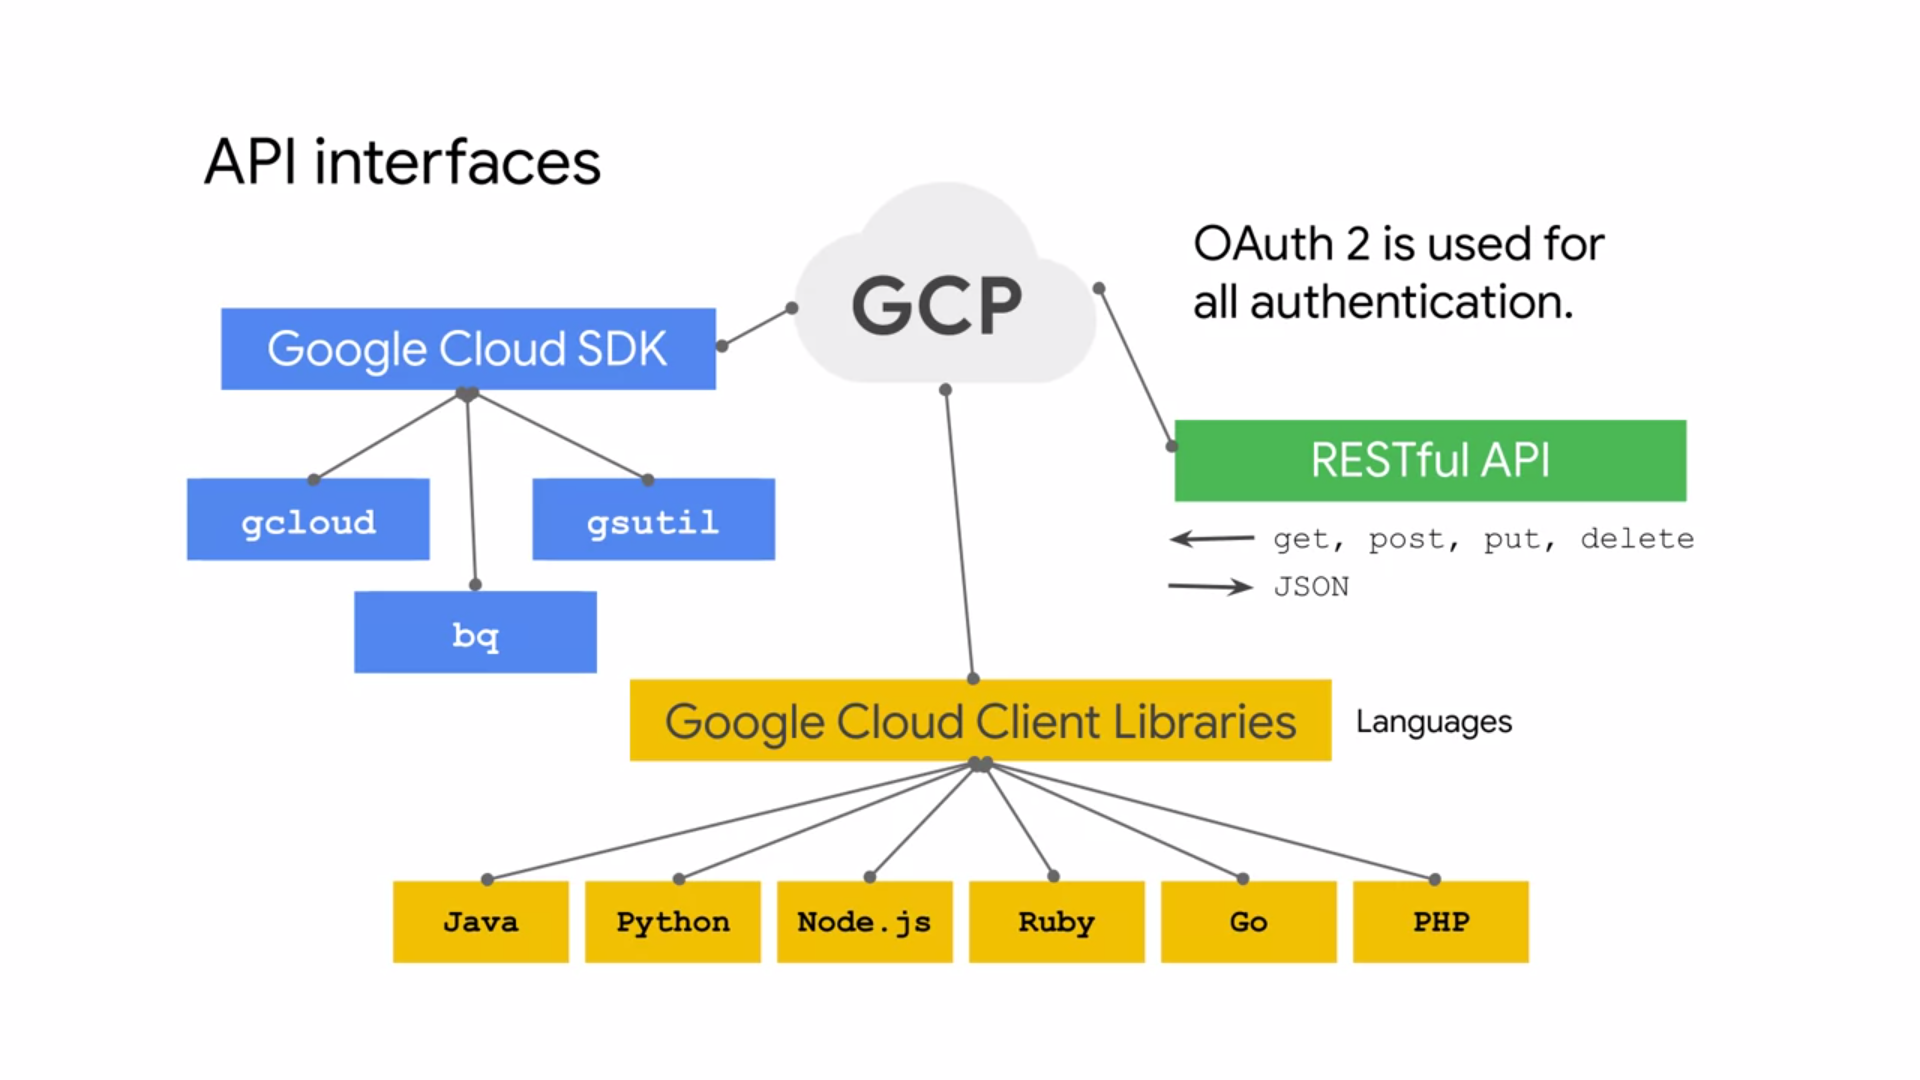 API interfaces
GCP
OAuth 2 is used for
all authentication.
Google Cloud SDK
gcloud
gsutil
bq
RESTful API
get, post, put, delete
JSON
Google Cloud Client Libraries
Languages
Java
Python
Node.js
Ruby
Go
PHP